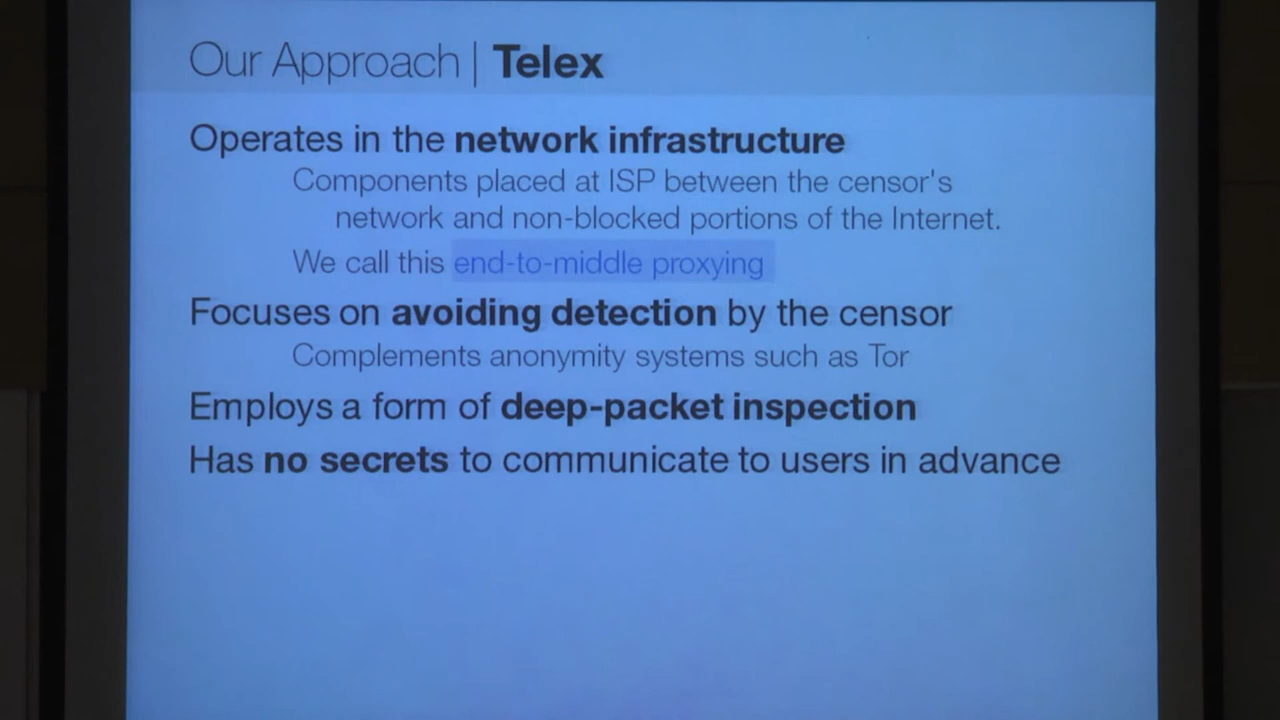 Our Approach | Telex
Operates in the network infrastructure
Components placed at ISP between the censor's
network and non-blocked portions of the Internet.
We call this end-to-middle proxying
Focuses on avoiding detection by the censor
Complements anonymity systems such as Tor
Employs a form of deep-packet inspection
Has no secrets to communicate to users in advance